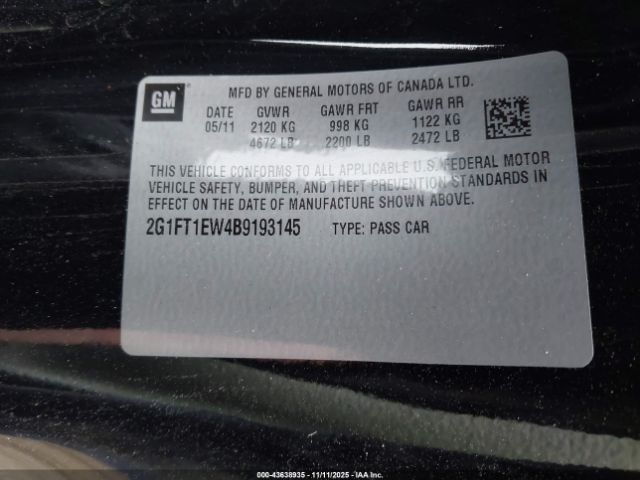 GM
MFD BY GENERAL MOTORS OF CANADA LTD.
DATE GVWR GAWR FRT GAWR RR
05/11 2120 KG 998 KG 1122 KG
4672 LB 2200 LB 2472 LB
THIS VEHICLE CONFORMS TO ALL APPLICABLE U.S. FEDERAL MOTOR
VEHICLE SAFETY, BUMPER, AND THEFT PREVENTION STANDARDS IN
EFFECT ON THE DATE OF MANUFACTURE SHOWN ABOVE.
2G1FT1EW4B9193145 TYPE: PASS CAR
000-43638935 - 11/11/2025 - IAA